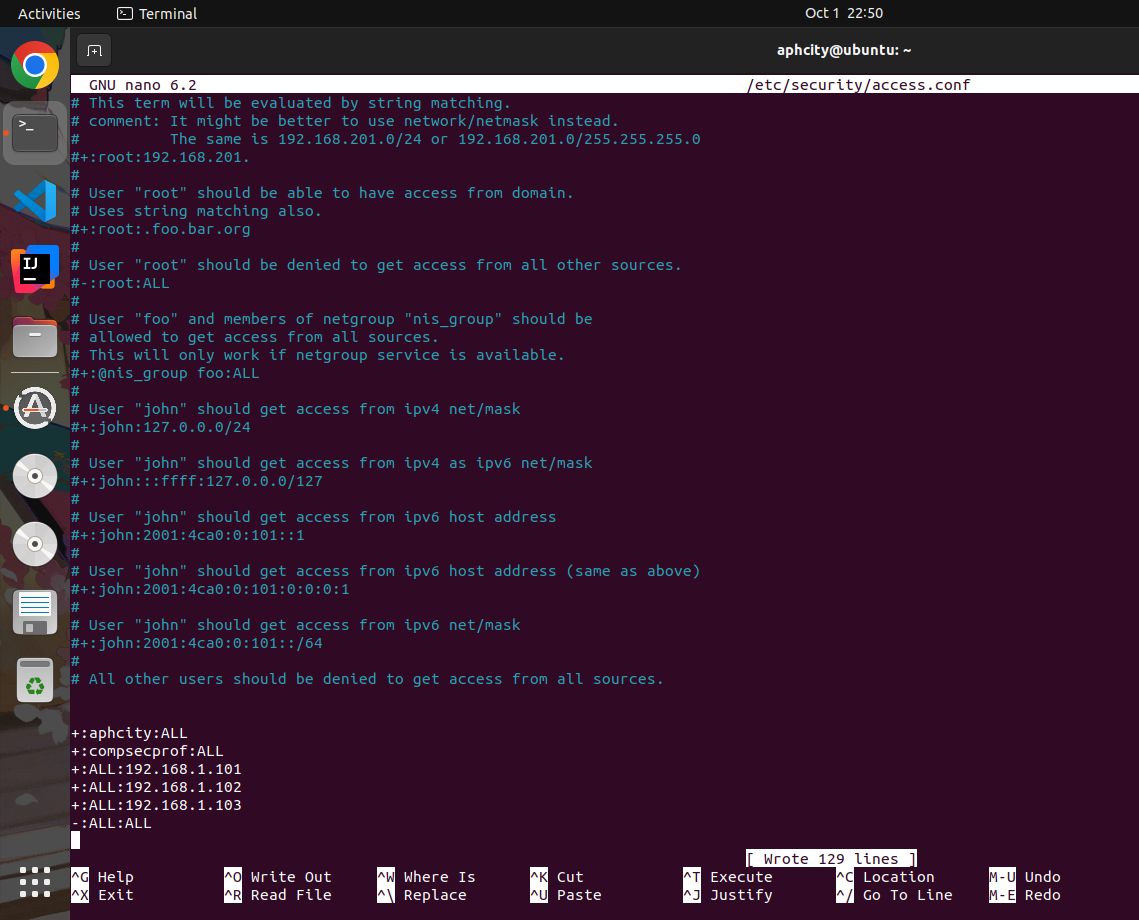 Activities
Terminal
Oct 1 22:50
aphcity@ubuntu: ~
GNU nano 6.2 /etc/security/access.conf
# This term will be evaluated by string matching.
# comment: It might be better to use network/netmask instead.
#          The same is 192.168.201.0/24 or 192.168.201.0/255.255.255.0
#+:root:192.168.201.
#
# User "root" should be able to have access from domain.
# Uses string matching also.
#+:root:.foo.bar.org
#
# User "root" should be denied to get access from all other sources.
#-:root:ALL
#
# User "foo" and members of netgroup "nis_group" should be
# allowed to get access from all sources.
# This will only work if netgroup service is available.
#+:@nis_group foo:ALL
#
# User "john" should get access from ipv4 net/mask
#+:john:127.0.0.0/24
#
# User "john" should get access from ipv4 as ipv6 net/mask
#+:john:::ffff:127.0.0.0/127
#
# User "john" should get access from ipv6 host address
#+:john:2001:4ca0:0:101::1
#
# User "john" should get access from ipv6 host address (same as above)
#+:john:2001:4ca0:0:101:0:0:0:1
#
# User "john" should get access from ipv6 net/mask
#+:john:2001:4ca0:0:101::/64
#
# All other users should be denied to get access from all sources.
+:aphcity:ALL
+:compsecprof:ALL
+:ALL:192.168.1.101
+:ALL:192.168.1.102
+:ALL:192.168.1.103
-:ALL:ALL
[ Wrote 129 lines ]
^G Help ^O Write Out ^W Where Is ^K Cut ^T Execute ^C Location M-U Undo
^X Exit ^R Read File ^\ Replace ^U Paste ^J Justify ^/ Go To Line M-E Redo
>_
IJ